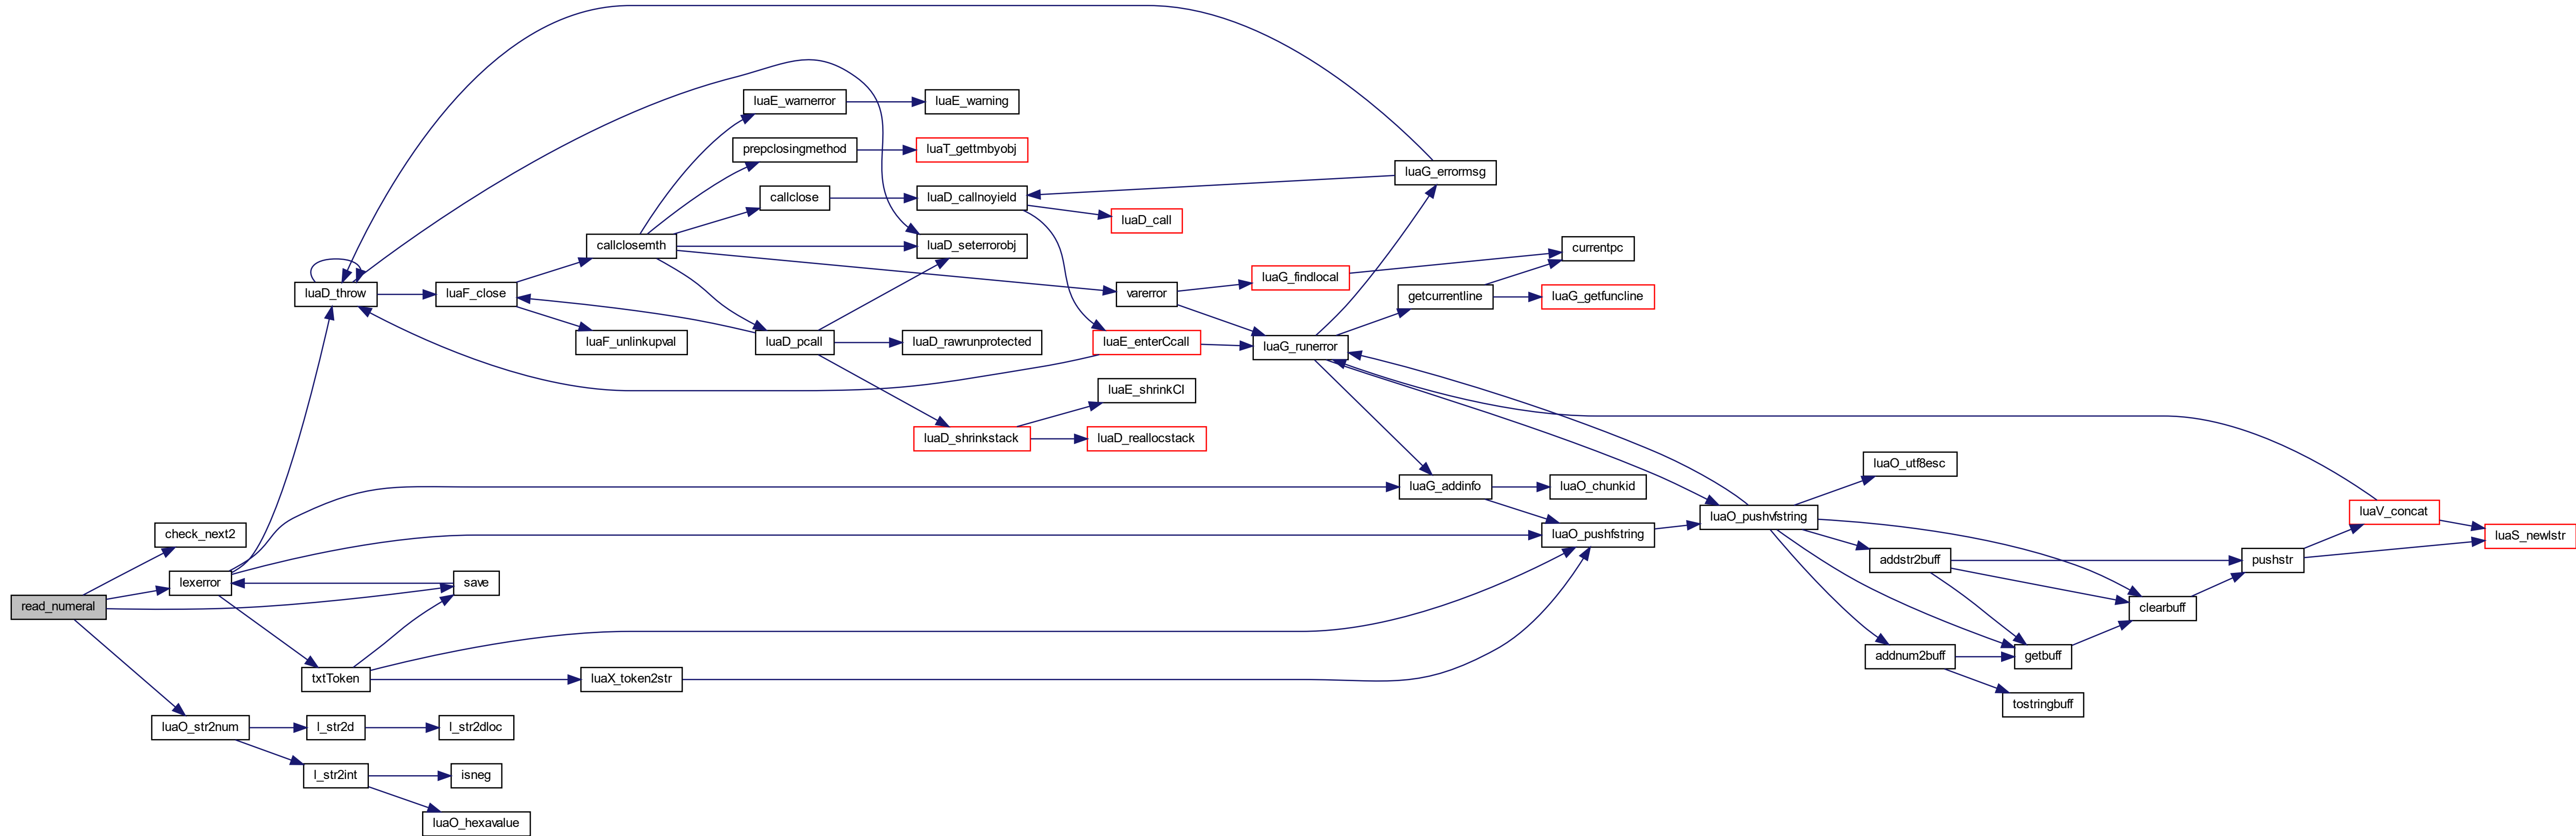 luaE_warnerror
luaE_warning
prepclosingmethod
luaT_gettmbyobj
luaG_errormsg
callclose
luaD_callnoyield
luaD_call
callclosemth
luaD_seterrorobj
currentpc
luaG_findlocal
luaD_throw
luaF_close
varerror
getcurrentline
luaG_getfuncline
luaF_unlinkupval
luaD_pcall
luaD_rawrunprotected
luaE_enterCcall
luaG_runerror
luaE_shrinkCI
luaD_shrinkstack
luaD_reallocstack
luaO_utf8esc
luaG_addinfo
luaO_chunkid
luaV_concat
luaO_pushvfstring
check_next2
luaO_pushfstring
luaS_newlstr
addstr2buff
pushstr
lexerror
save
read_numeral
clearbuff
addnum2buff
getbuff
txtToken
luaX_token2str
tostringbuff
luaO_str2num
l_str2d
l_str2dloc
l_str2int
isneg
luaO_hexavalue